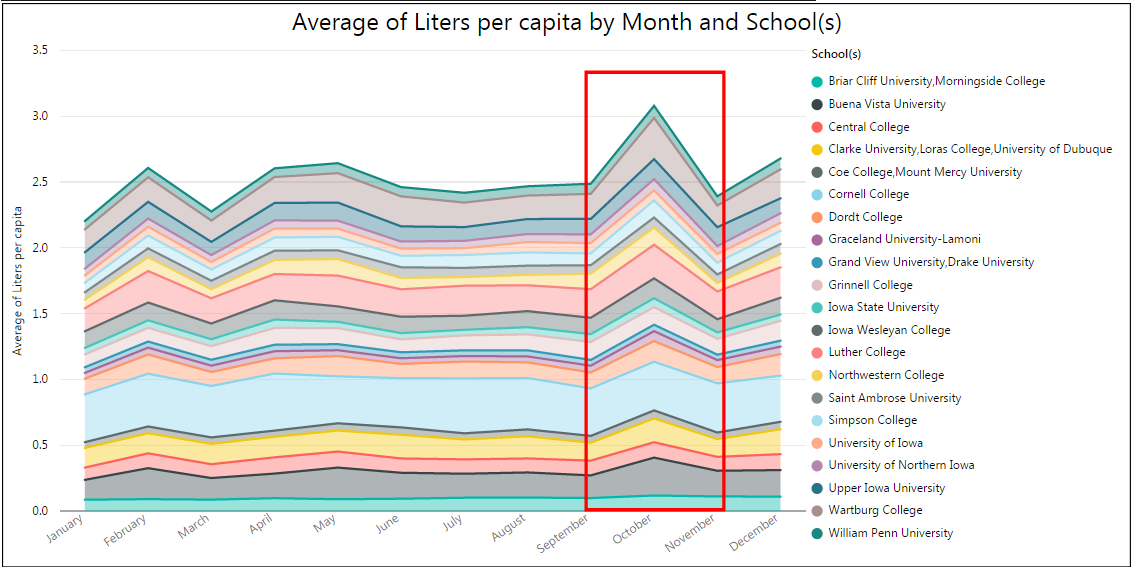 Average of Liters per capita by Month and School(s)
3.5
3.0
2.5
2.0
1.5
1.0
0.5
0.0
Average of Liters per capita
January
February
March
April
May
June
July
August
September
October
November
December
School(s)
Briar Cliff University,Morningside College
Buena Vista University
Central College
Clarke University,Loras College,University of Dubuque
Coe College,Mount Mercy University
Cornell College
Dordt College
Graceland University-Lamoni
Grand View University,Drake University
Grinnell College
Iowa State University
Iowa Wesleyan College
Luther College
Northwestern College
Saint Ambrose University
Simpson College
University of Iowa
University of Northern Iowa
Upper Iowa University
Wartburg College
William Penn University